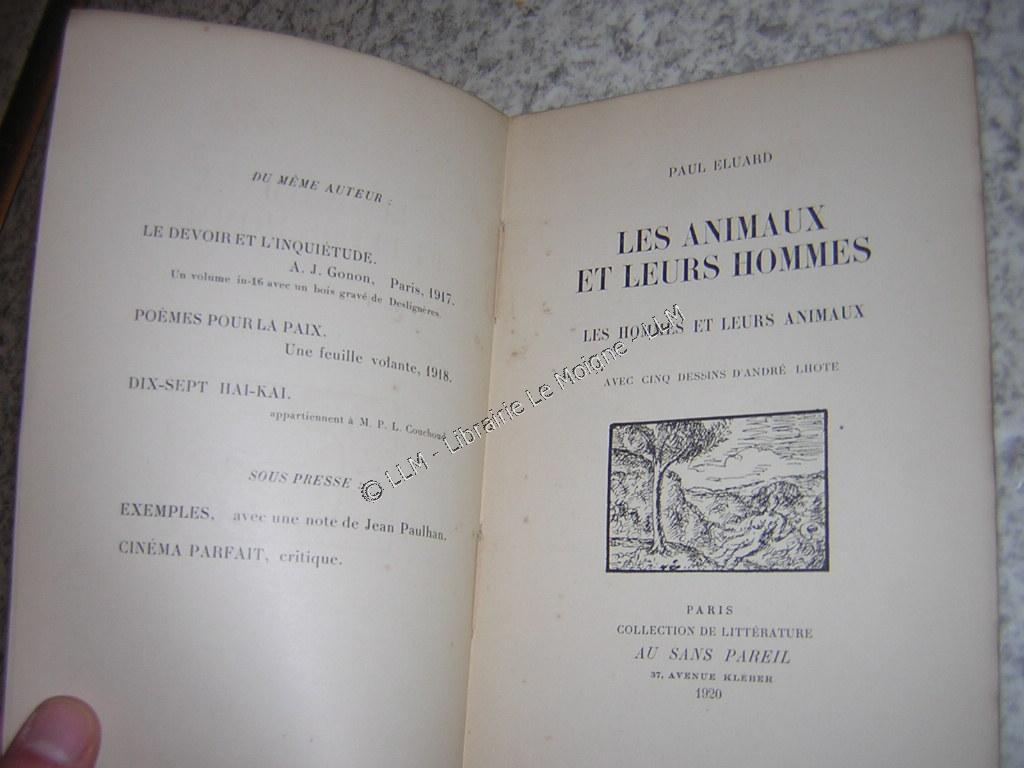 DU MÊME AUTEUR :
LE DEVOIR ET L'INQUIÉTUDE.
A. J. Gonon, Paris, 1917.
Un volume in-16 avec un bois gravé de Deslignères.
POÈMES POUR LA PAIX.
Une feuille volante, 1918.
DIX-SEPT HAI-KAI.
appartiennent à M. P. L. Couchoud
SOUS PRESSE
EXEMPLES, avec une note de Jean Paulhan.
CINÉMA PARFAIT, critique.
PAUL ELUARD
LES ANIMAUX
ET LEURS HOMMES
LES HOMMES ET LEURS ANIMAUX
AVEC CINQ DESSINS D'ANDRÉ LHOTE
PARIS
COLLECTION DE LITTÉRATURE
AU SANS PAREIL
37, AVENUE KLÉBER
1920
© LLM - Librairie Le Moigne - LLM